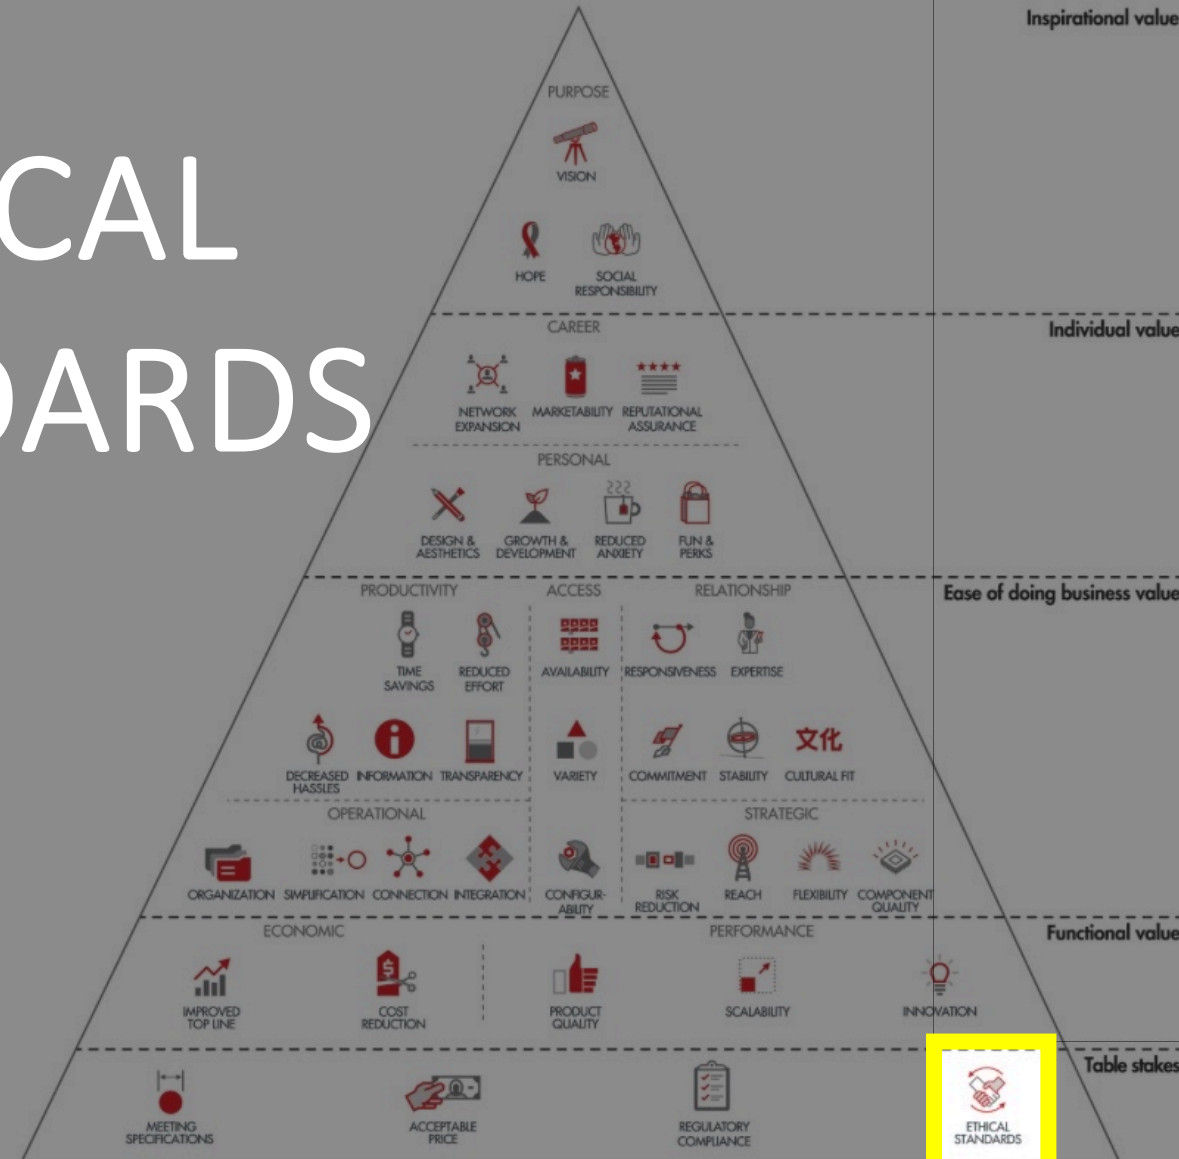 Inspirational value
PURPOSE
VISION
CAL
DARDS
HOPE
SOCIAL
RESPONSIBILITY
CAREER
Individual value
NETWORK
EXPANSION
MARKETABILITY
REPUTATIONAL
ASSURANCE
PERSONAL
DESIGN &
AESTHETICS
GROWTH &
DEVELOPMENT
REDUCED
ANXIETY
FUN &
PERKS
PRODUCTIVITY
ACCESS
RELATIONSHIP
Ease of doing business value
TIME
SAVINGS
REDUCED
EFFORT
AVAILABILITY
RESPONSIVENESS
EXPERTISE
文化
DECREASED
HASSLES
INFORMATION
TRANSPARENCY
VARIETY
COMMITMENT
STABILITY
CULTURAL FIT
OPERATIONAL
STRATEGIC
ORGANIZATION
SIMPLIFICATION
CONNECTION
INTEGRATION
CONFIGUR-
ABILITY
RISK
REDUCTION
REACH
FLEXIBILITY
COMPONENT
QUALITY
ECONOMIC
PERFORMANCE
Functional value
$
IMPROVED
TOP LINE
COST
REDUCTION
PRODUCT
QUALITY
SCALABILITY
INNOVATION
Table stakes
MEETING
SPECIFICATIONS
ACCEPTABLE
PRICE
REGULATORY
COMPLIANCE
ETHICAL
STANDARDS